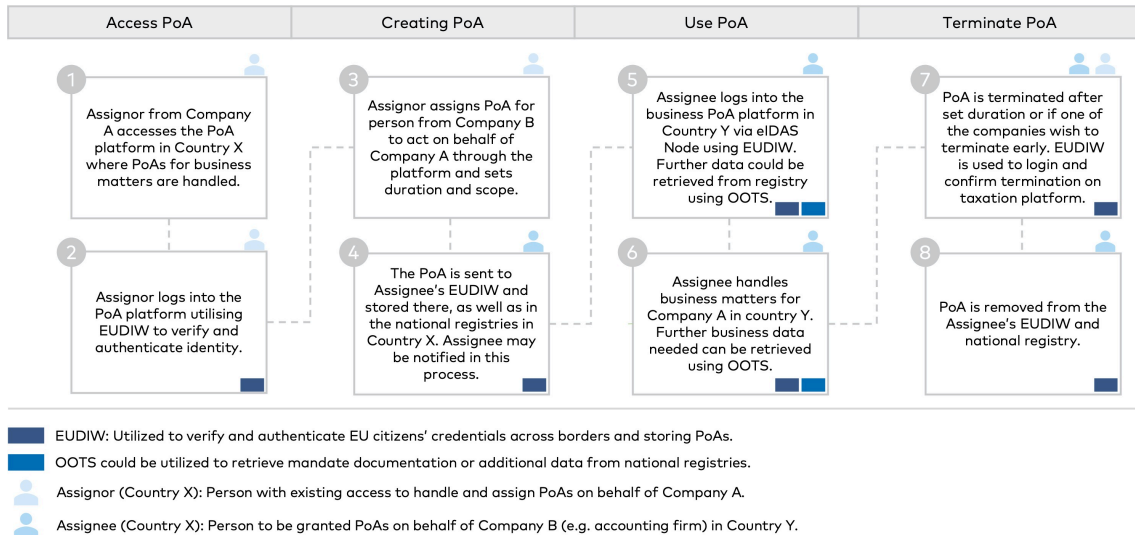 Access PoA
Creating PoA
Use PoA
Terminate PoA
1
Assignor from Company
A accesses the PoA
platform in Country X
where PoAs for business
matters are handled.
2
Assignor logs into the
PoA platform utilising
EUDIW to verify and
authenticate identity.
3
Assignor assigns PoA for
person from Company B
to act on behalf of
Company A through the
platform and sets
duration and scope.
4
The PoA is sent to
Assignee's EUDIW and
stored there, as well as in
the national registries in
Country X. Assignee may
be notified in this
process.
5
Assignee logs into the
business PoA platform in
Country Y via eIDAS
Node using EUDIW.
Further data could be
retrieved from registry
using OOTS.
6
Assignee handles
business matters for
Company A in country Y.
Further business data
needed can be retrieved
using OOTS.
7
PoA is terminated after
set duration or if one of
the companies wish to
terminate early. EUDIW
is used to login and
confirm termination on
taxation platform.
8
PoA is removed from the
Assignee's EUDIW and
national registry.
EUDIW: Utilized to verify and authenticate EU citizens' credentials across borders and storing PoAs.
OOTS could be utilized to retrieve mandate documentation or additional data from national registries.
Assignor (Country X): Person with existing access to handle and assign PoAs on behalf of Company A.
Assignee (Country X): Person to be granted PoAs on behalf of Company B (e.g. accounting firm) in Country Y.